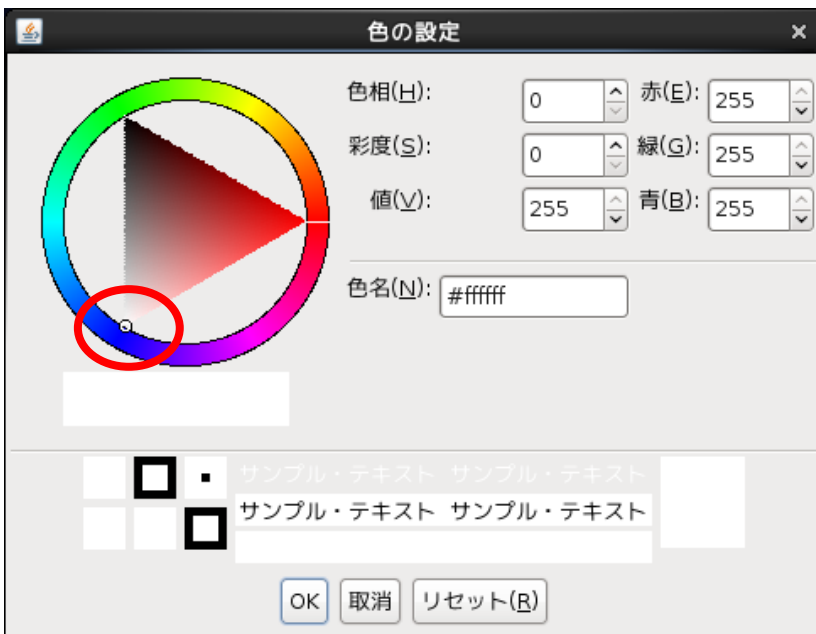 色の設定
色相(H): 0 赤(E): 255
彩度(S): 0 緑(G): 255
値(V): 255 青(B): 255
色名(N): #ffffff
サンプル・テキスト サンプル・テキスト
サンプル・テキスト サンプル・テキスト
OK 取消 リセット(R)